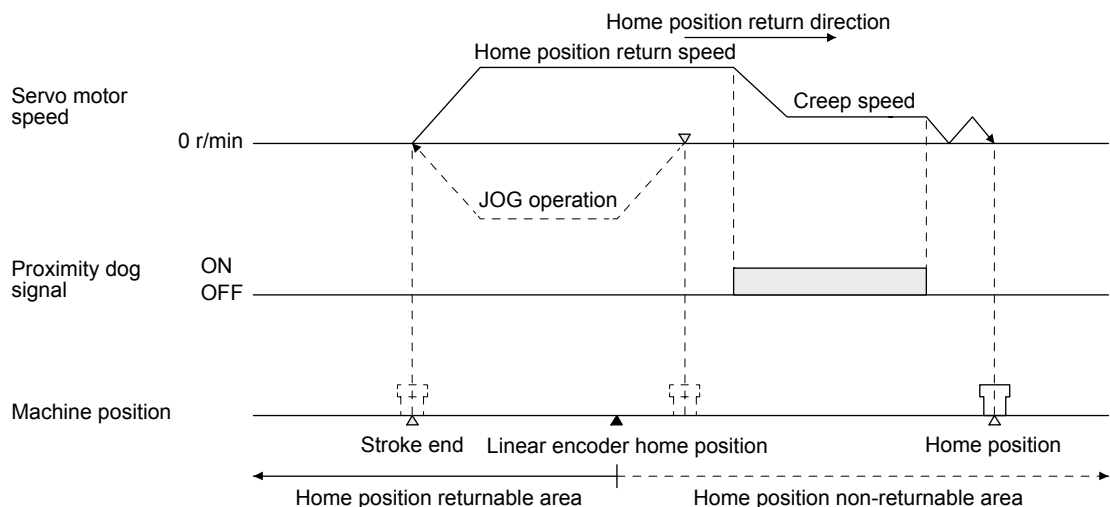 Home position return direction
Home position return speed
Servo motor
speed
Creep speed
0 r/min
JOG operation
Proximity dog
signal
ON
OFF
Machine position
Stroke end
Linear encoder home position
Home position
Home position returnable area
Home position non-returnable area